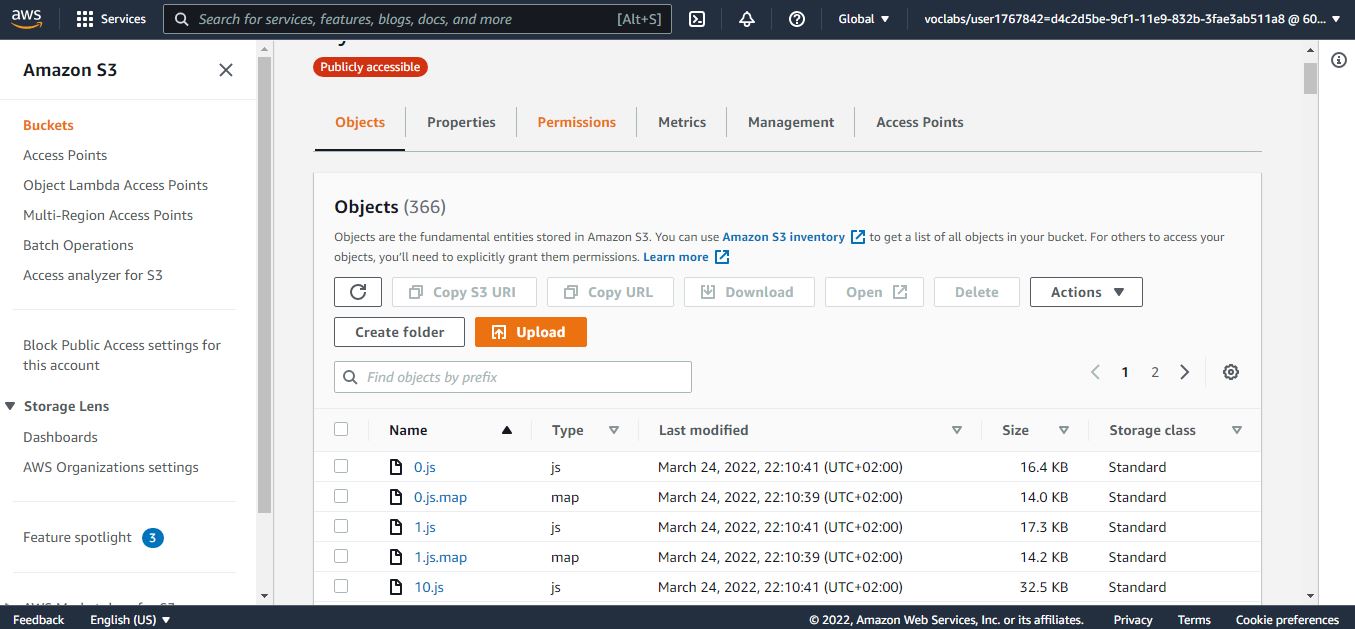 aws Services Search for services, features, blogs, docs, and more [Alt+S] Global voclabs/user1767842=d4c2d5be-9cf1-11e9-832b-3fae3ab511a8 @ 60...
Amazon S3
Buckets
Access Points
Object Lambda Access Points
Multi-Region Access Points
Batch Operations
Access analyzer for S3
Block Public Access settings for
this account
Storage Lens
Dashboards
AWS Organizations settings
Feature spotlight 3
Publicly accessible
Objects Properties Permissions Metrics Management Access Points
Objects (366)
Objects are the fundamental entities stored in Amazon S3. You can use Amazon S3 inventory to get a list of all objects in your bucket. For others to access your
objects, you'll need to explicitly grant them permissions. Learn more
Copy S3 URI Copy URL Download Open Delete Actions
Create folder Upload
Find objects by prefix 1 2
Name Type Last modified Size Storage class
0.js js March 24, 2022, 22:10:41 (UTC+02:00) 16.4 KB Standard
0.js.map map March 24, 2022, 22:10:39 (UTC+02:00) 14.0 KB Standard
1.js js March 24, 2022, 22:10:41 (UTC+02:00) 17.3 KB Standard
1.js.map map March 24, 2022, 22:10:39 (UTC+02:00) 14.2 KB Standard
10.js js March 24, 2022, 22:10:41 (UTC+02:00) 32.5 KB Standard
Feedback English (US) © 2022, Amazon Web Services, Inc. or its affiliates. Privacy Terms Cookie preferences